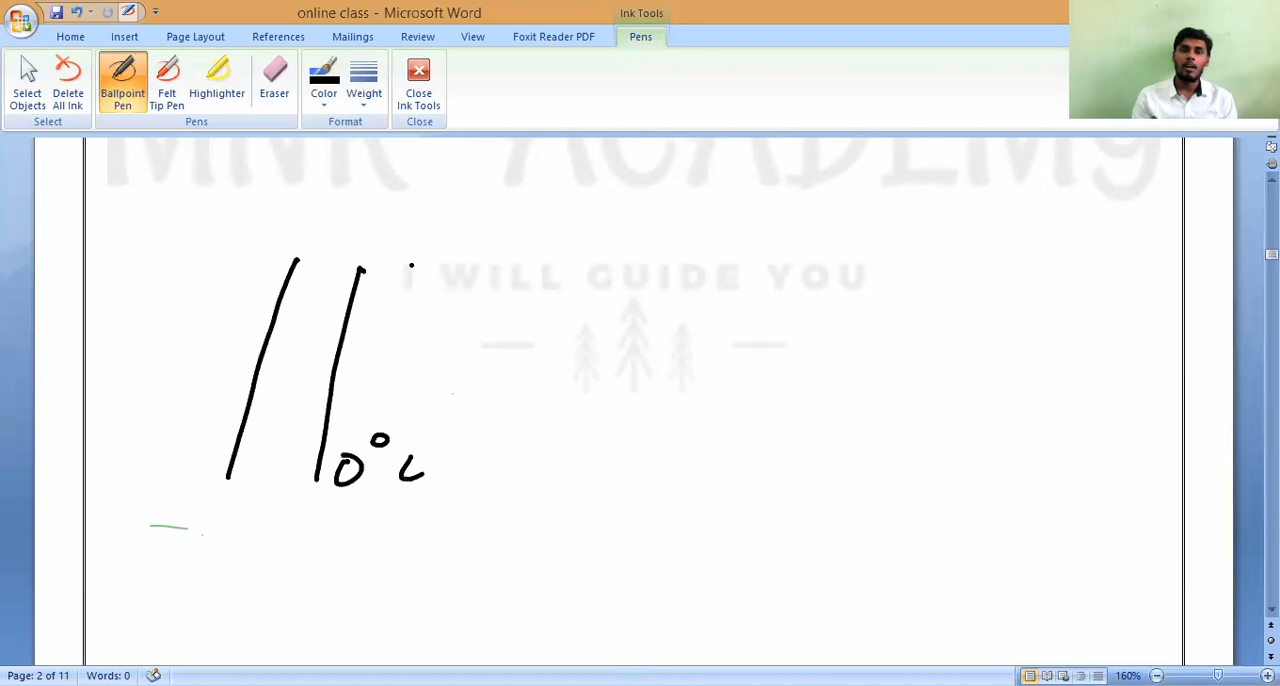 online class - Microsoft Word
Ink Tools
Home Insert Page Layout References Mailings Review View Foxit Reader PDF Pens
Select Objects
Delete All Ink
Ballpoint Pen
Felt Tip Pen
Highlighter
Eraser
Color
Weight
Close Ink Tools
Select Pens Format Close
MNR ACADEMY
I WILL GUIDE YOU
0°C
Page: 2 of 11 Words: 0 160%